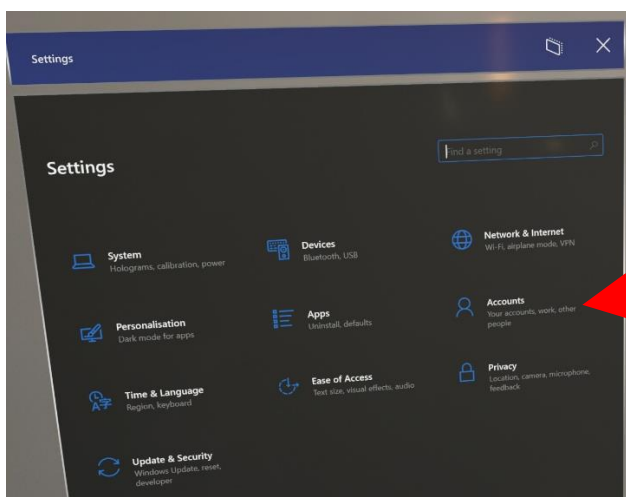 Settings
Settings
Find a setting
System
Holograms, calibration, power
Devices
Bluetooth, USB
Network & Internet
Wi-Fi, airplane mode, VPN
Personalisation
Dark mode for apps
Apps
Uninstall, defaults
Accounts
Your accounts, work, other
people
Time & Language
Region, keyboard
Ease of Access
Text size, visual effects, audio
Privacy
Location, camera, microphone,
feedback
Update & Security
Windows Update, reset,
developer